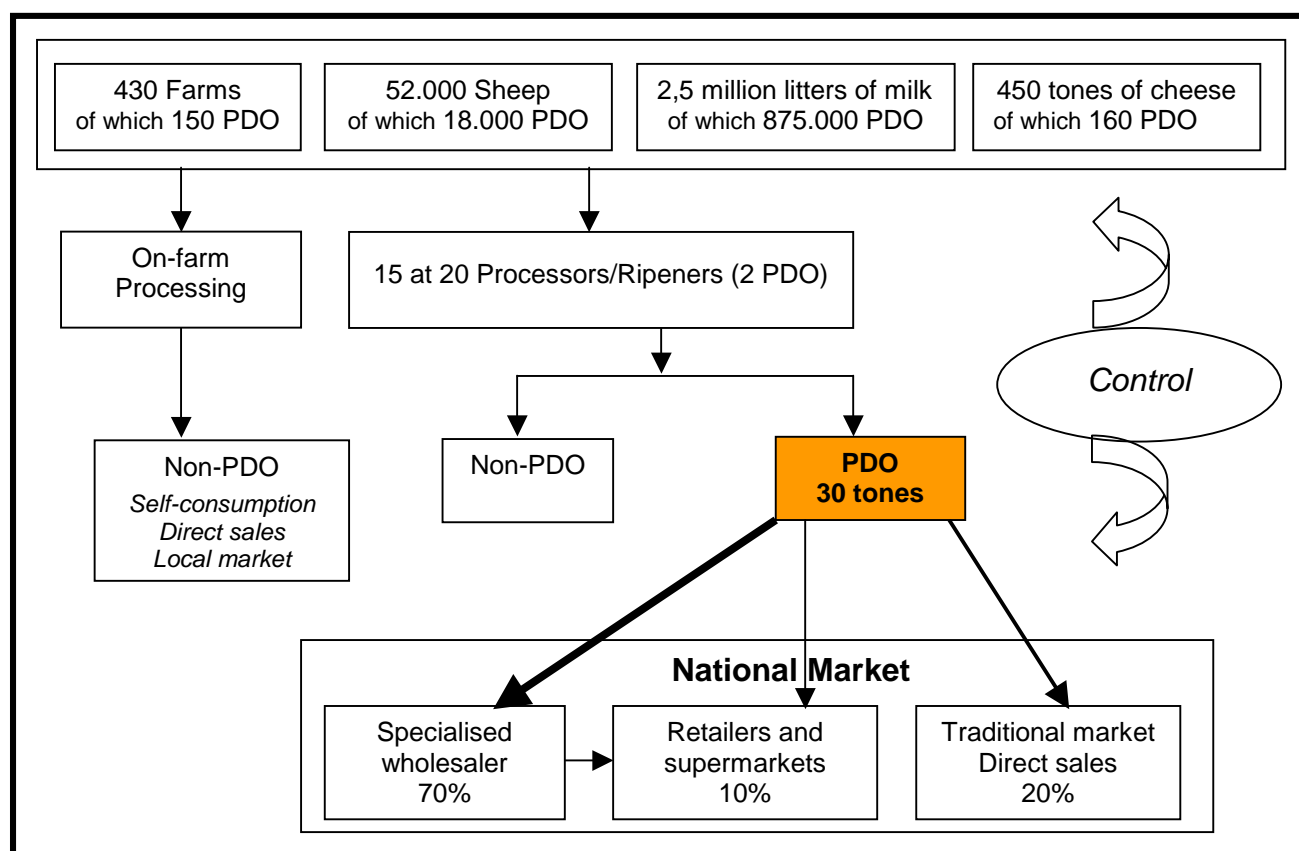 430 Farms
of which 150 PDO
52.000 Sheep
of which 18.000 PDO
2,5 million litters of milk
of which 875.000 PDO
450 tones of cheese
of which 160 PDO
On-farm
Processing
15 at 20 Processors/Ripeners (2 PDO)
Control
Non-PDO
Self-consumption
Direct sales
Local market
Non-PDO
PDO
30 tones
National Market
Specialised
wholesaler
70%
Retailers and
supermarkets
10%
Traditional market
Direct sales
20%